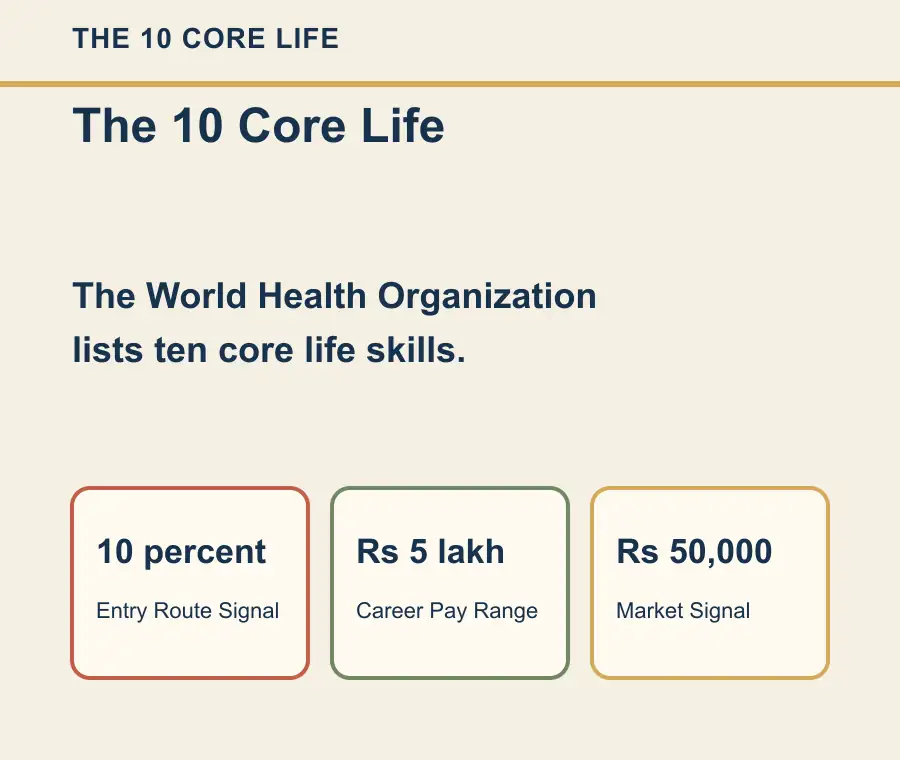 THE 10 CORE LIFE
The 10 Core Life
The World Health Organization
lists ten core life skills.
10 percent
Entry Route Signal
Rs 5 lakh
Career Pay Range
Rs 50,000
Market Signal